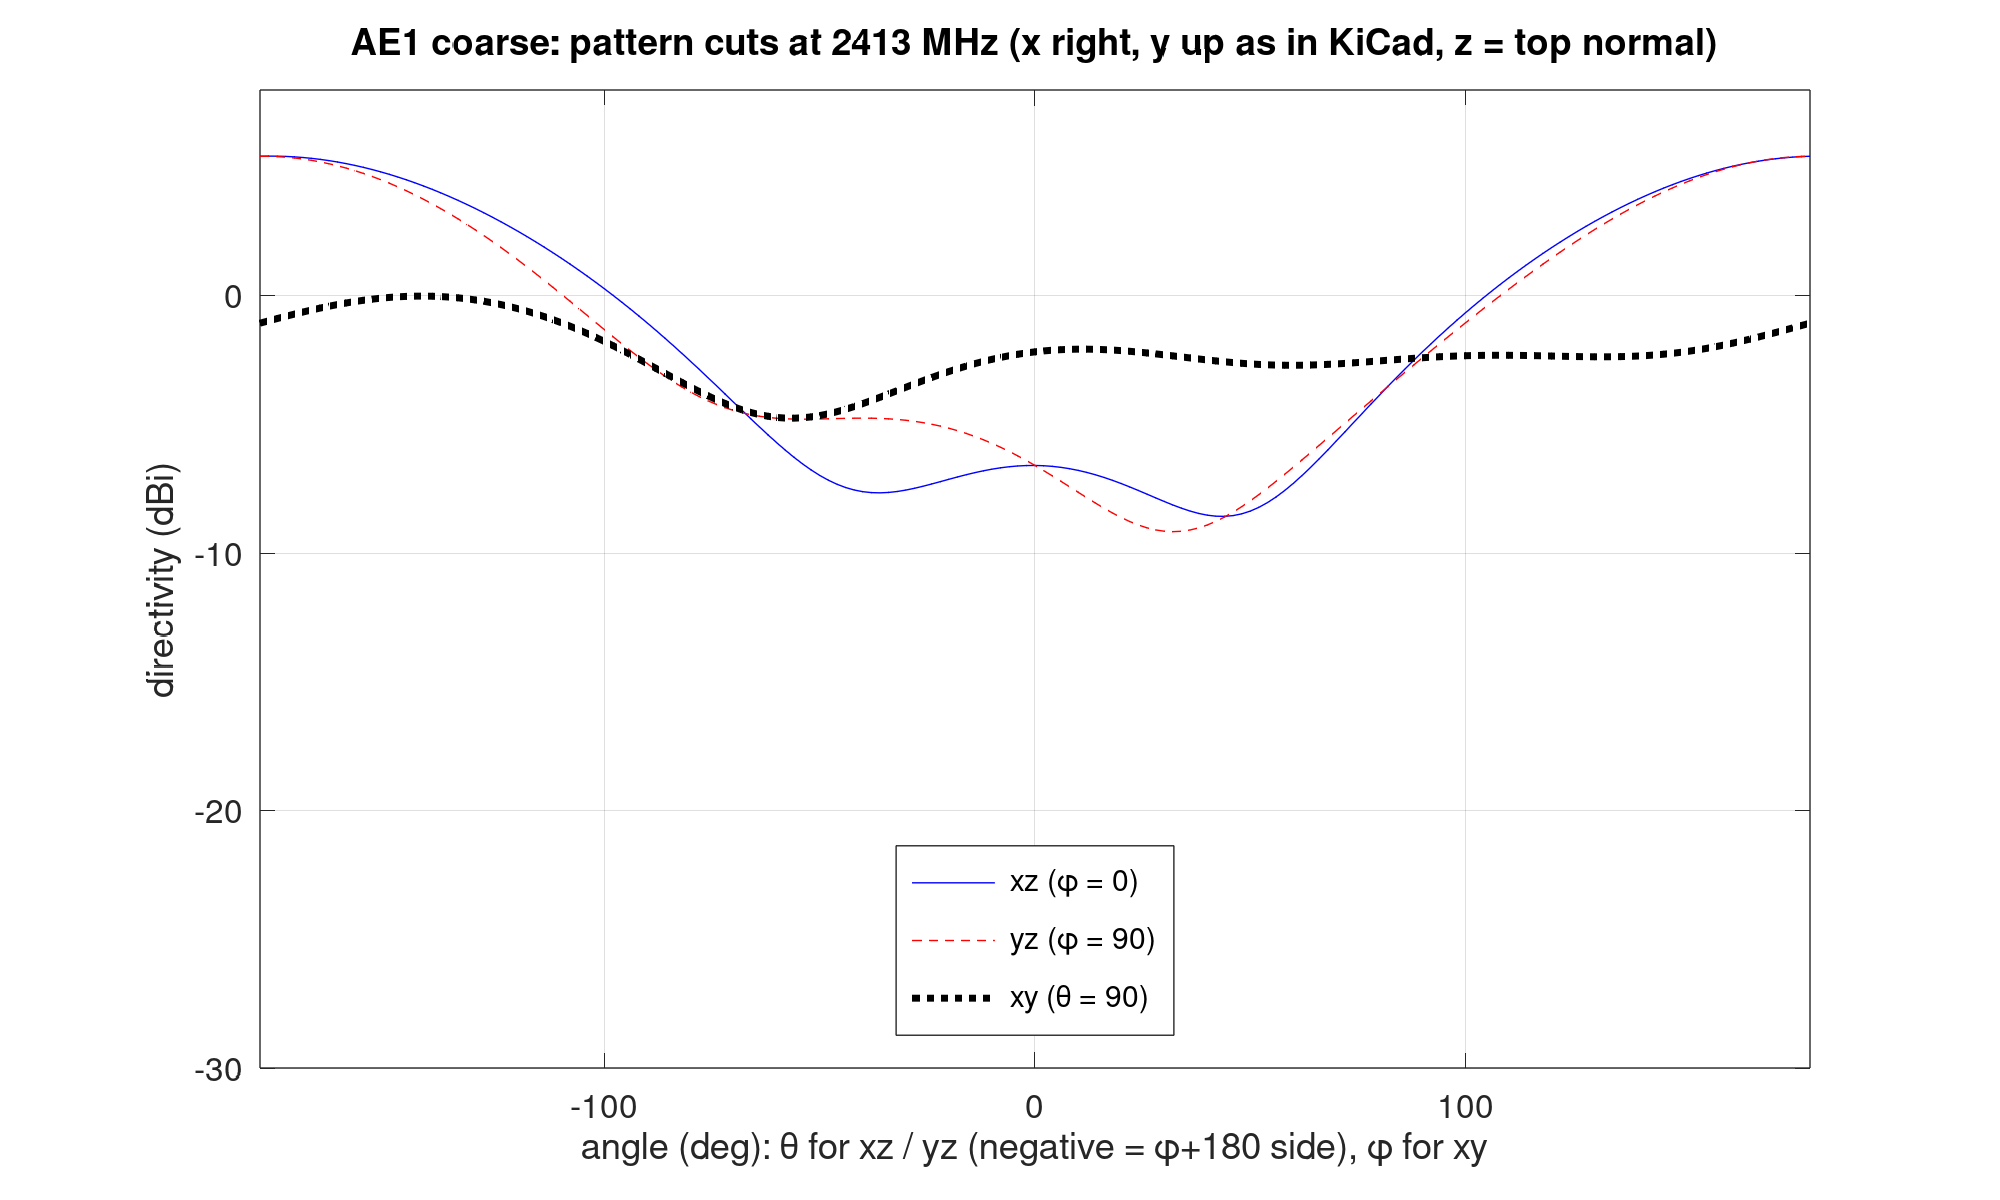 AE1 coarse: pattern cuts at 2413 MHz (x right, y up as in KiCad, z = top normal)
directivity (dBi)
0
-10
-20
-30
xz (φ = 0)
yz (φ = 90)
xy (θ = 90)
-100 0 100
angle (deg): θ for xz / yz (negative = φ+180 side), φ for xy